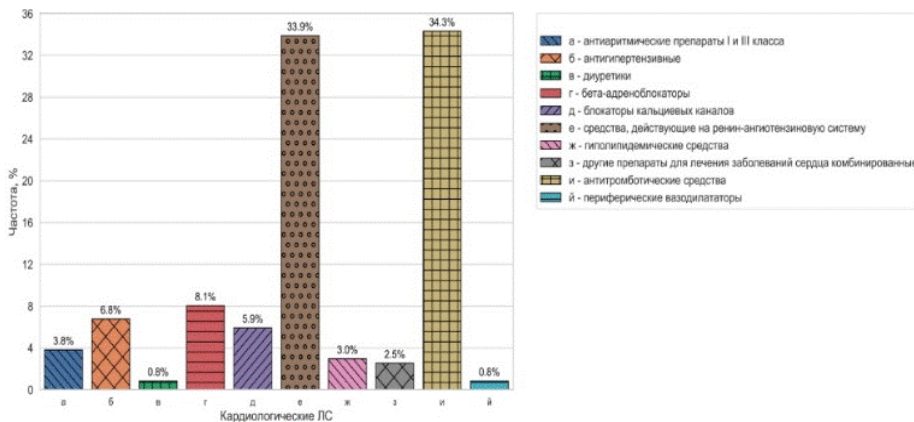 36
32
28
24
20
16
12
8
4
0
Частота, %
3.8%
6.8%
0.8%
8.1%
5.9%
33.9%
3.0%
2.5%
34.3%
0.8%
а б в г д е ж з и й
Кардиологические ЛС
а - антиаритмические препараты I и III класса
б - антигипертензивные
в - диуретики
г - бета-адреноблокаторы
д - блокаторы кальциевых каналов
е - средства, действующие на ренин-ангиотензиновую систему
ж - гиполипидемические средства
з - другие препараты для лечения заболеваний сердца комбинированные
и - антитромботические средства
й - периферические вазодилататоры